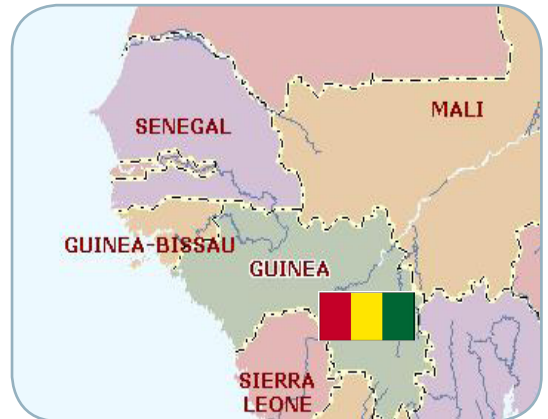 MALI
SENEGAL
GUINEA-BISSAU
GUINEA
SIERRA
LEONE